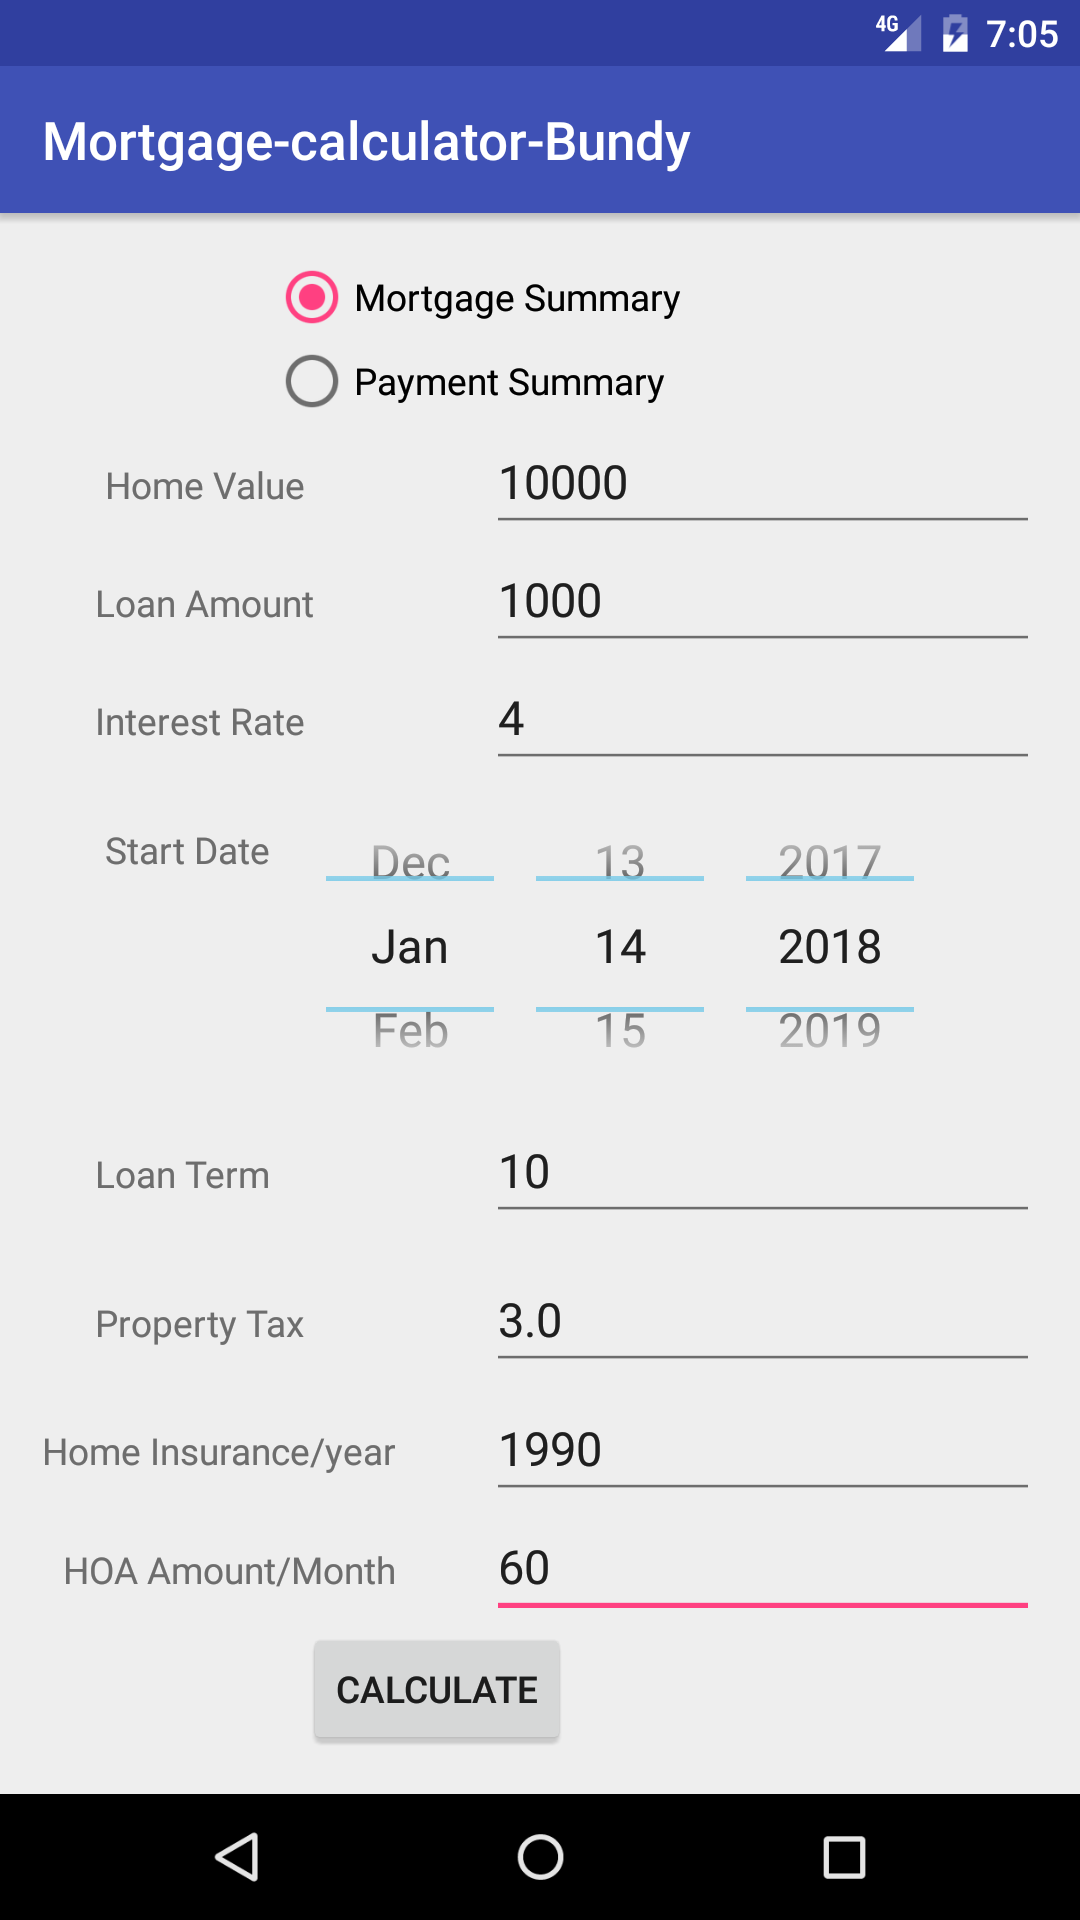 4G 7:05
Mortgage-calculator-Bundy
Mortgage Summary
Payment Summary
Home Value 10000
Loan Amount 1000
Interest Rate 4
Start Date Dec 13 2017
Jan 14 2018
Feb 15 2019
Loan Term 10
Property Tax 3.0
Home Insurance/year 1990
HOA Amount/Month 60
CALCULATE